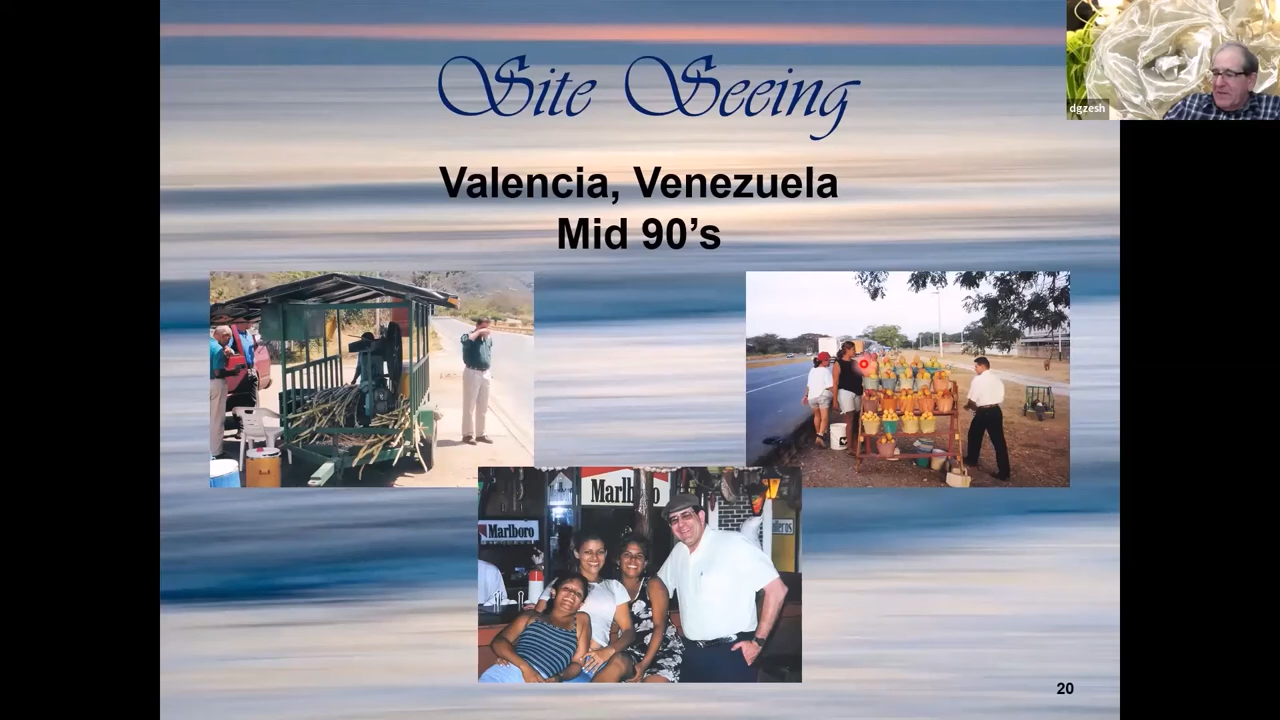 Site Seeing
dgzesh
Valencia, Venezuela
Mid 90's
Marlboro
Marlboro
20